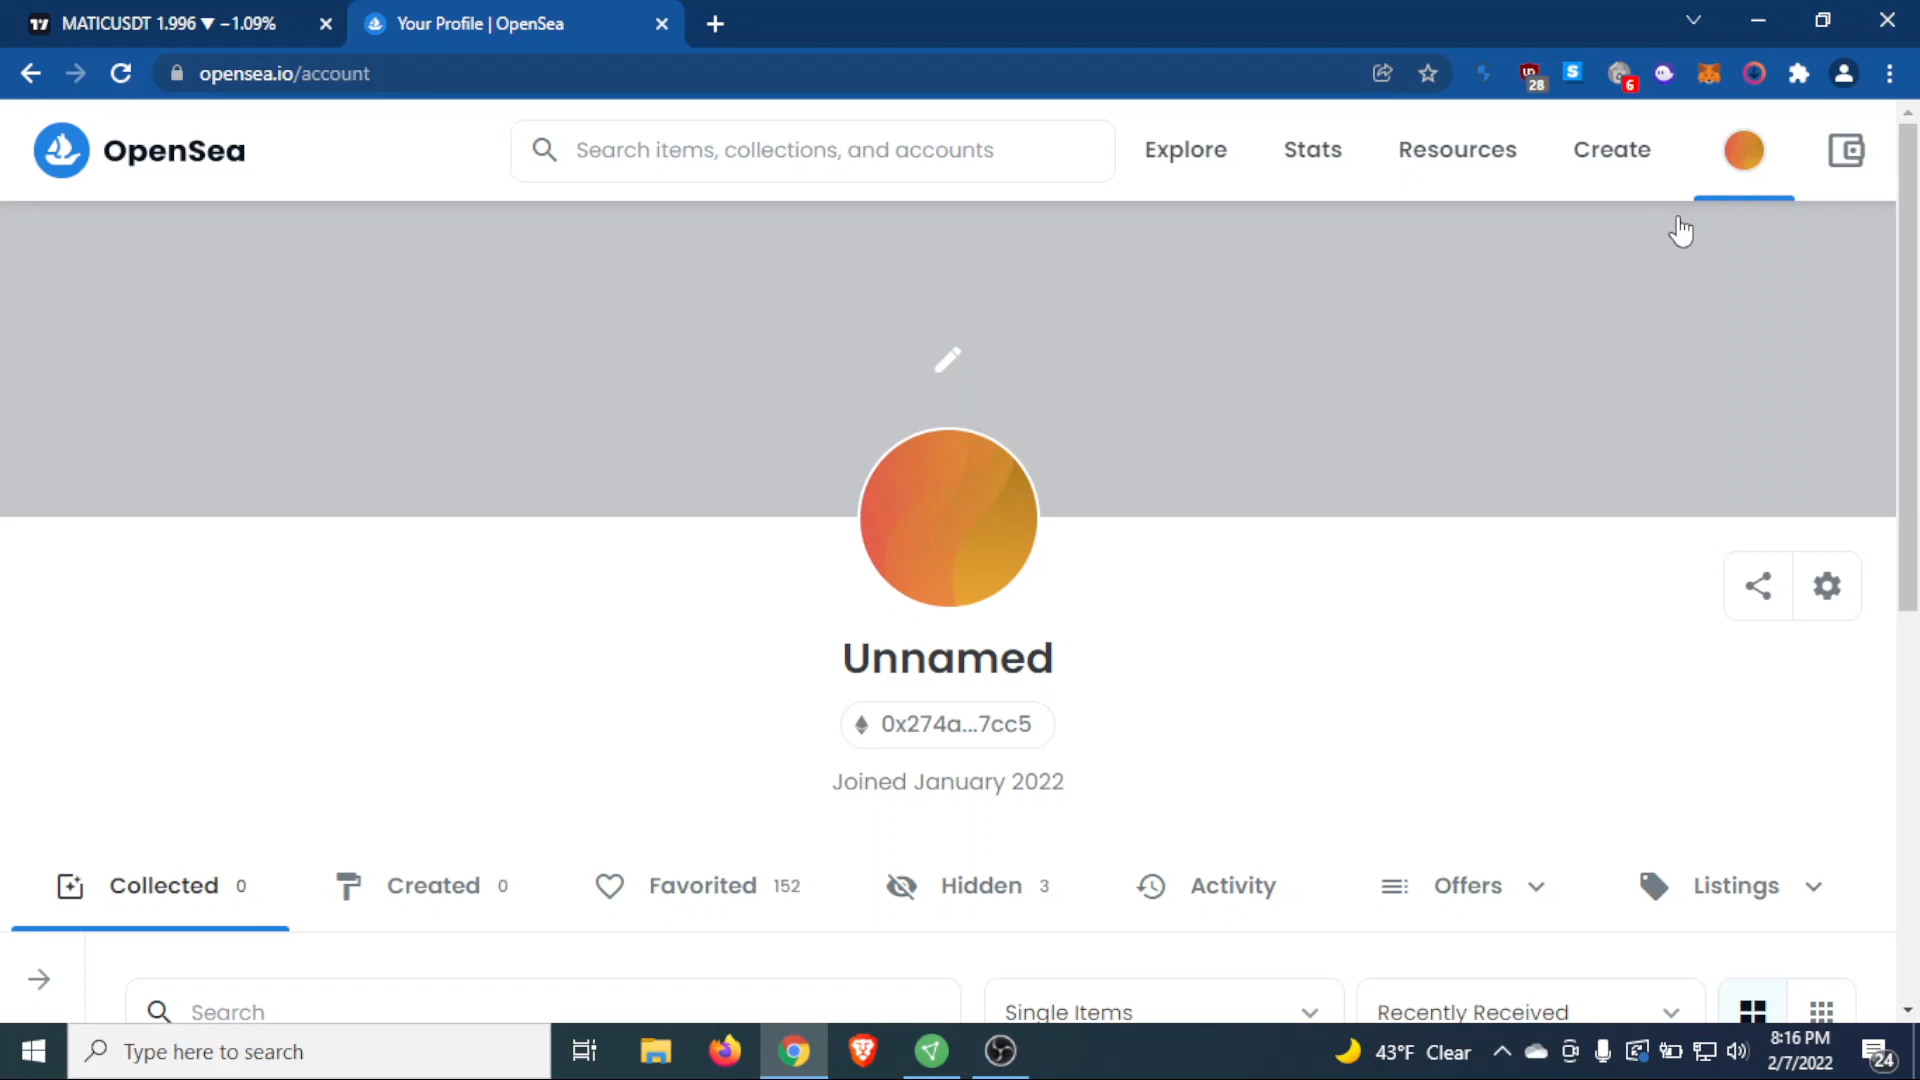 MATICUSDT 1.996 ▼ −1.09%
Your Profile | OpenSea
opensea.io/account
28
6
OpenSea
Search items, collections, and accounts
Explore
Stats
Resources
Create
Unnamed
0x274a...7cc5
Joined January 2022
Collected 0
Created 0
Favorited 152
Hidden 3
Activity
Offers
Listings
Search
Single Items
Recently Received
Type here to search
43°F Clear
8:16 PM
2/7/2022
24